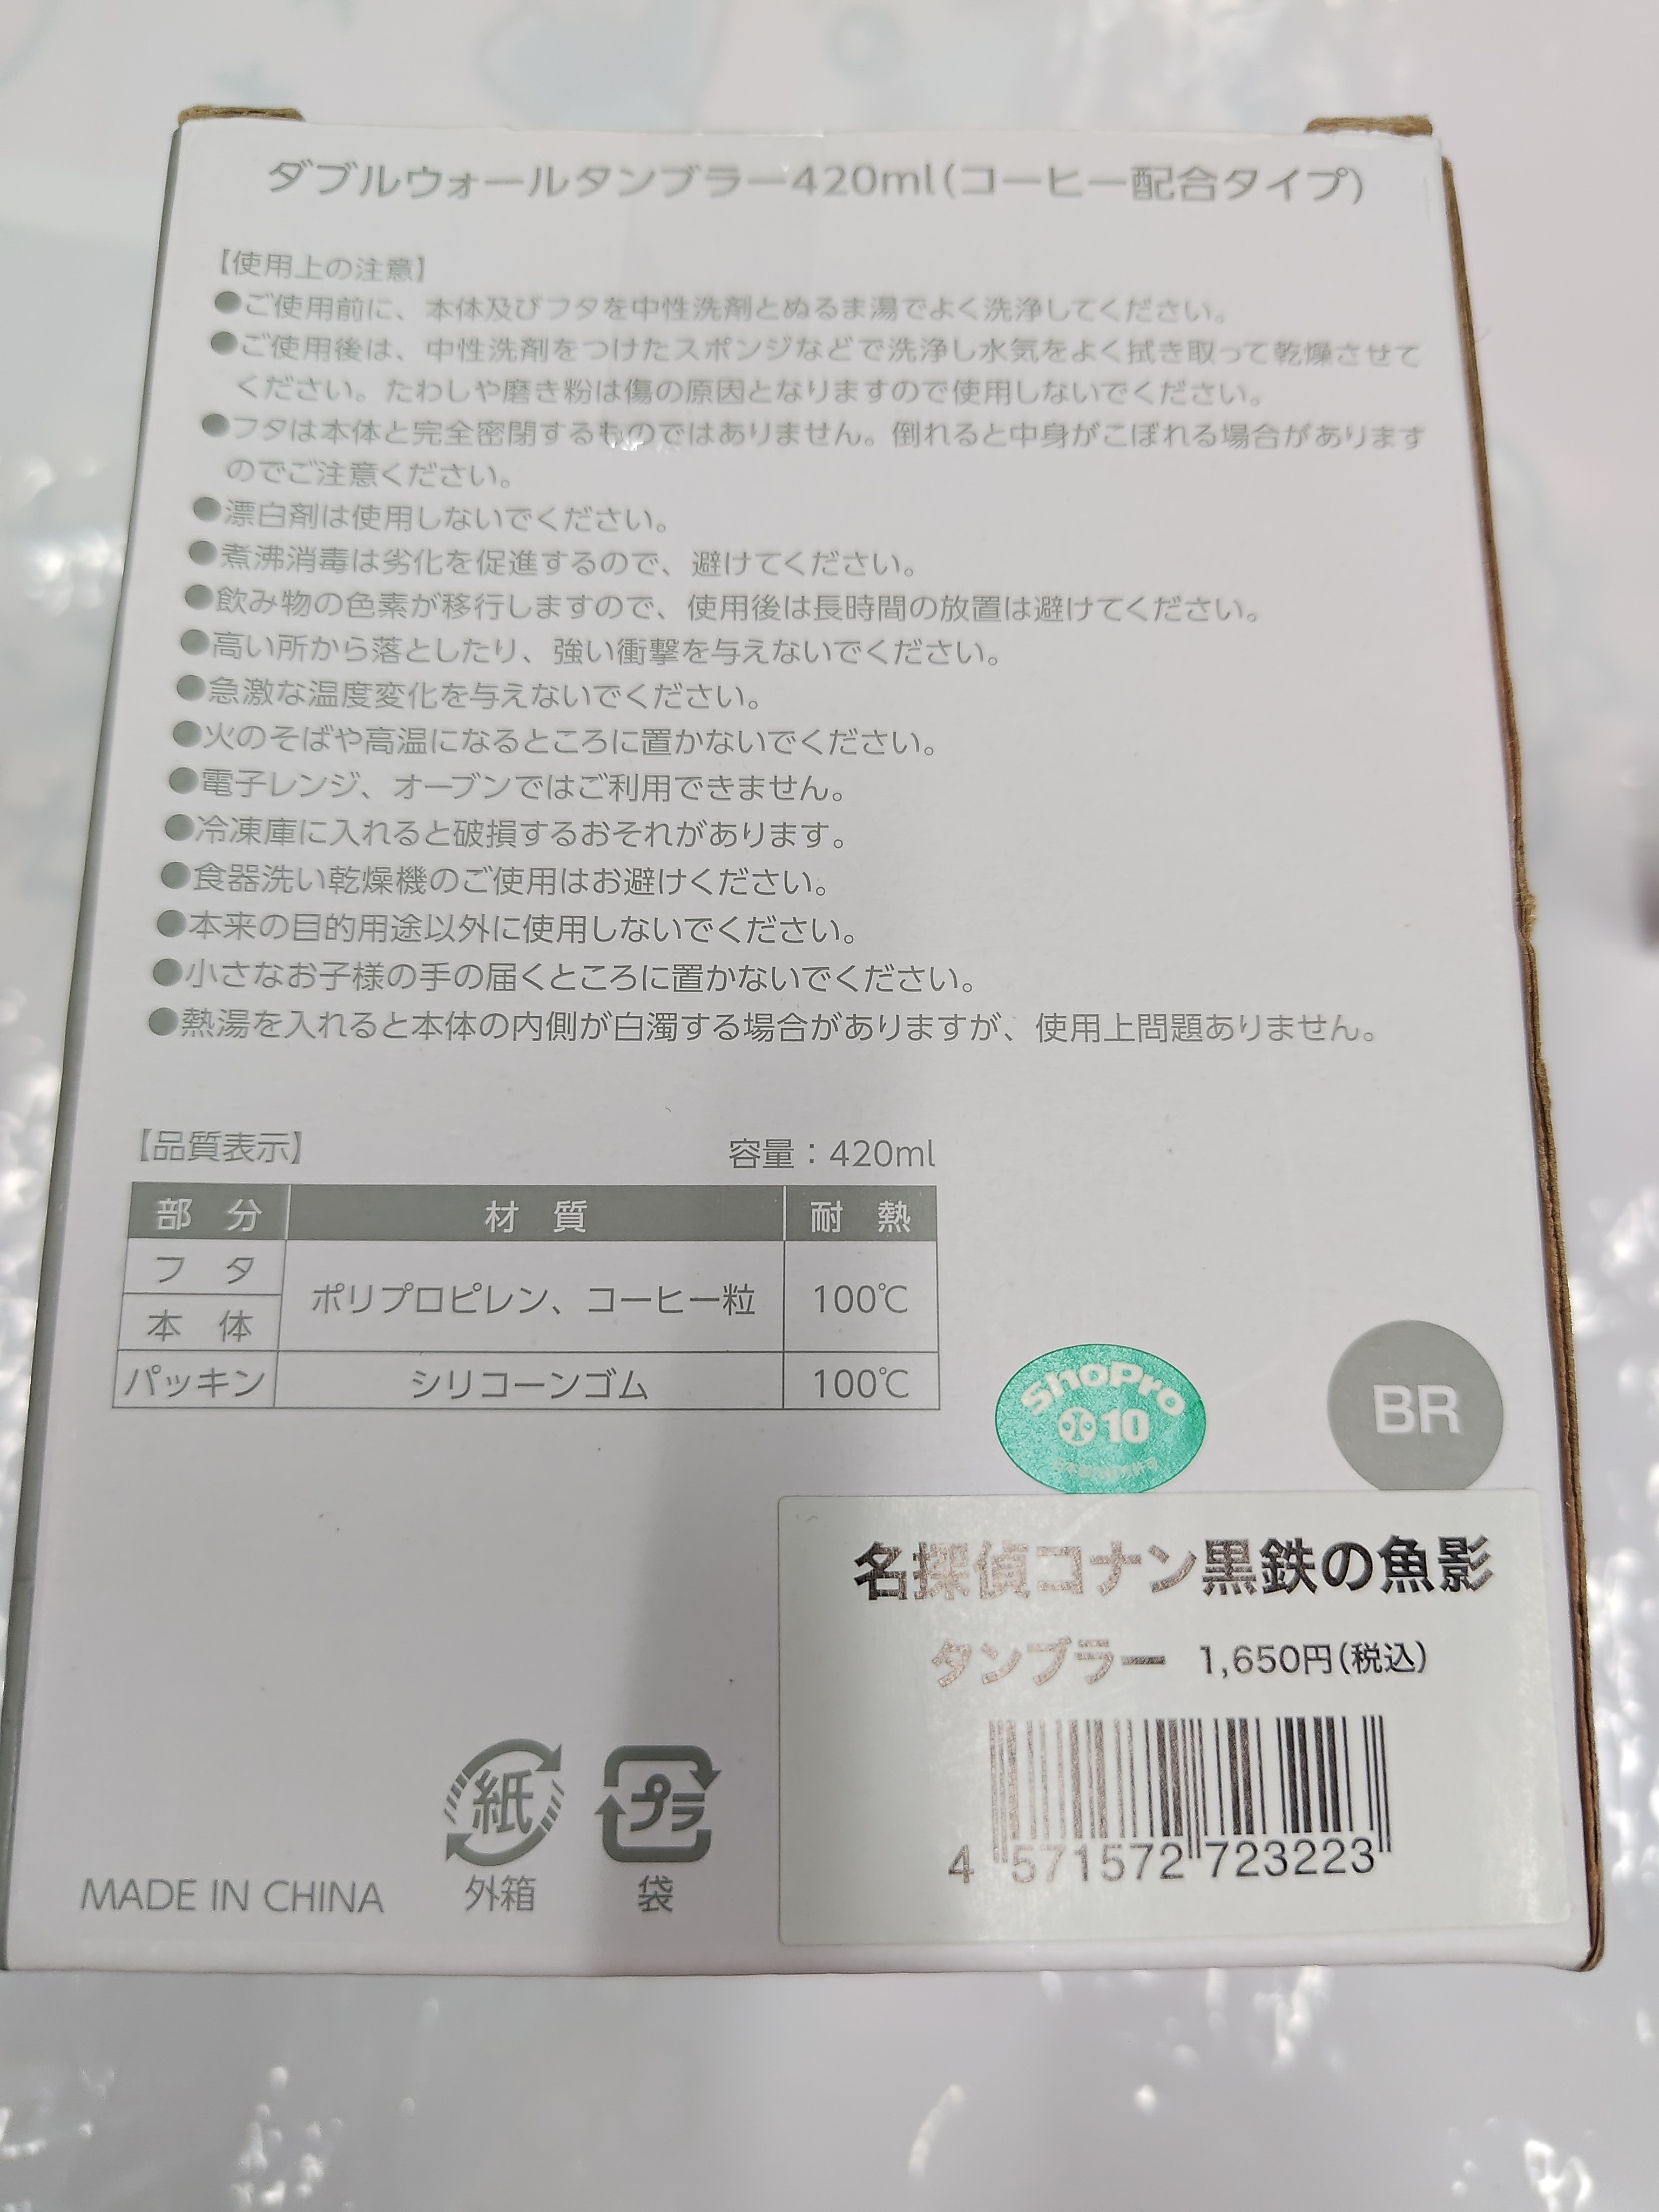 ダブルウォールタンブラー420ml(コーヒー配合タイプ)
【使用上の注意】
●ご使用前に、本体及びフタを中性洗剤とぬるま湯でよく洗浄してください。
●ご使用後は、中性洗剤をつけたスポンジなどで洗浄し水気をよく拭き取って乾燥させて
ください。たわしや磨き粉は傷の原因となりますので使用しないでください。
●フタは本体と完全密閉するものではありません。倒れると中身がこぼれる場合があります
のでご注意ください。
●漂白剤は使用しないでください。
●煮沸消毒は劣化を促進するので、避けてください。
●飲み物の色素が移行しますので、使用後は長時間の放置は避けてください。
●高い所から落としたり、強い衝撃を与えないでください。
●急激な温度変化を与えないでください。
●火のそばや高温になるところに置かないでください。
●電子レンジ、オーブンではご利用できません。
●冷凍庫に入れると破損するおそれがあります。
●食器洗い乾燥機のご使用はお避けください。
●本来の目的用途以外に使用しないでください。
●小さなお子様の手の届くところに置かないでください。
●熱湯を入れると本体の内側が白濁する場合がありますが、使用上問題ありません。
【品質表示】 容量：420ml
部分 材質 耐熱
フタ
ポリプロピレン、コーヒー粒 100℃
本体
パッキン シリコーンゴム 100℃
ShoPro
10
BR
名探偵コナン黒鉄の魚影
タンブラー 1,650円(税込)
4 571572 723223
紙
プラ
MADE IN CHINA 外箱 袋